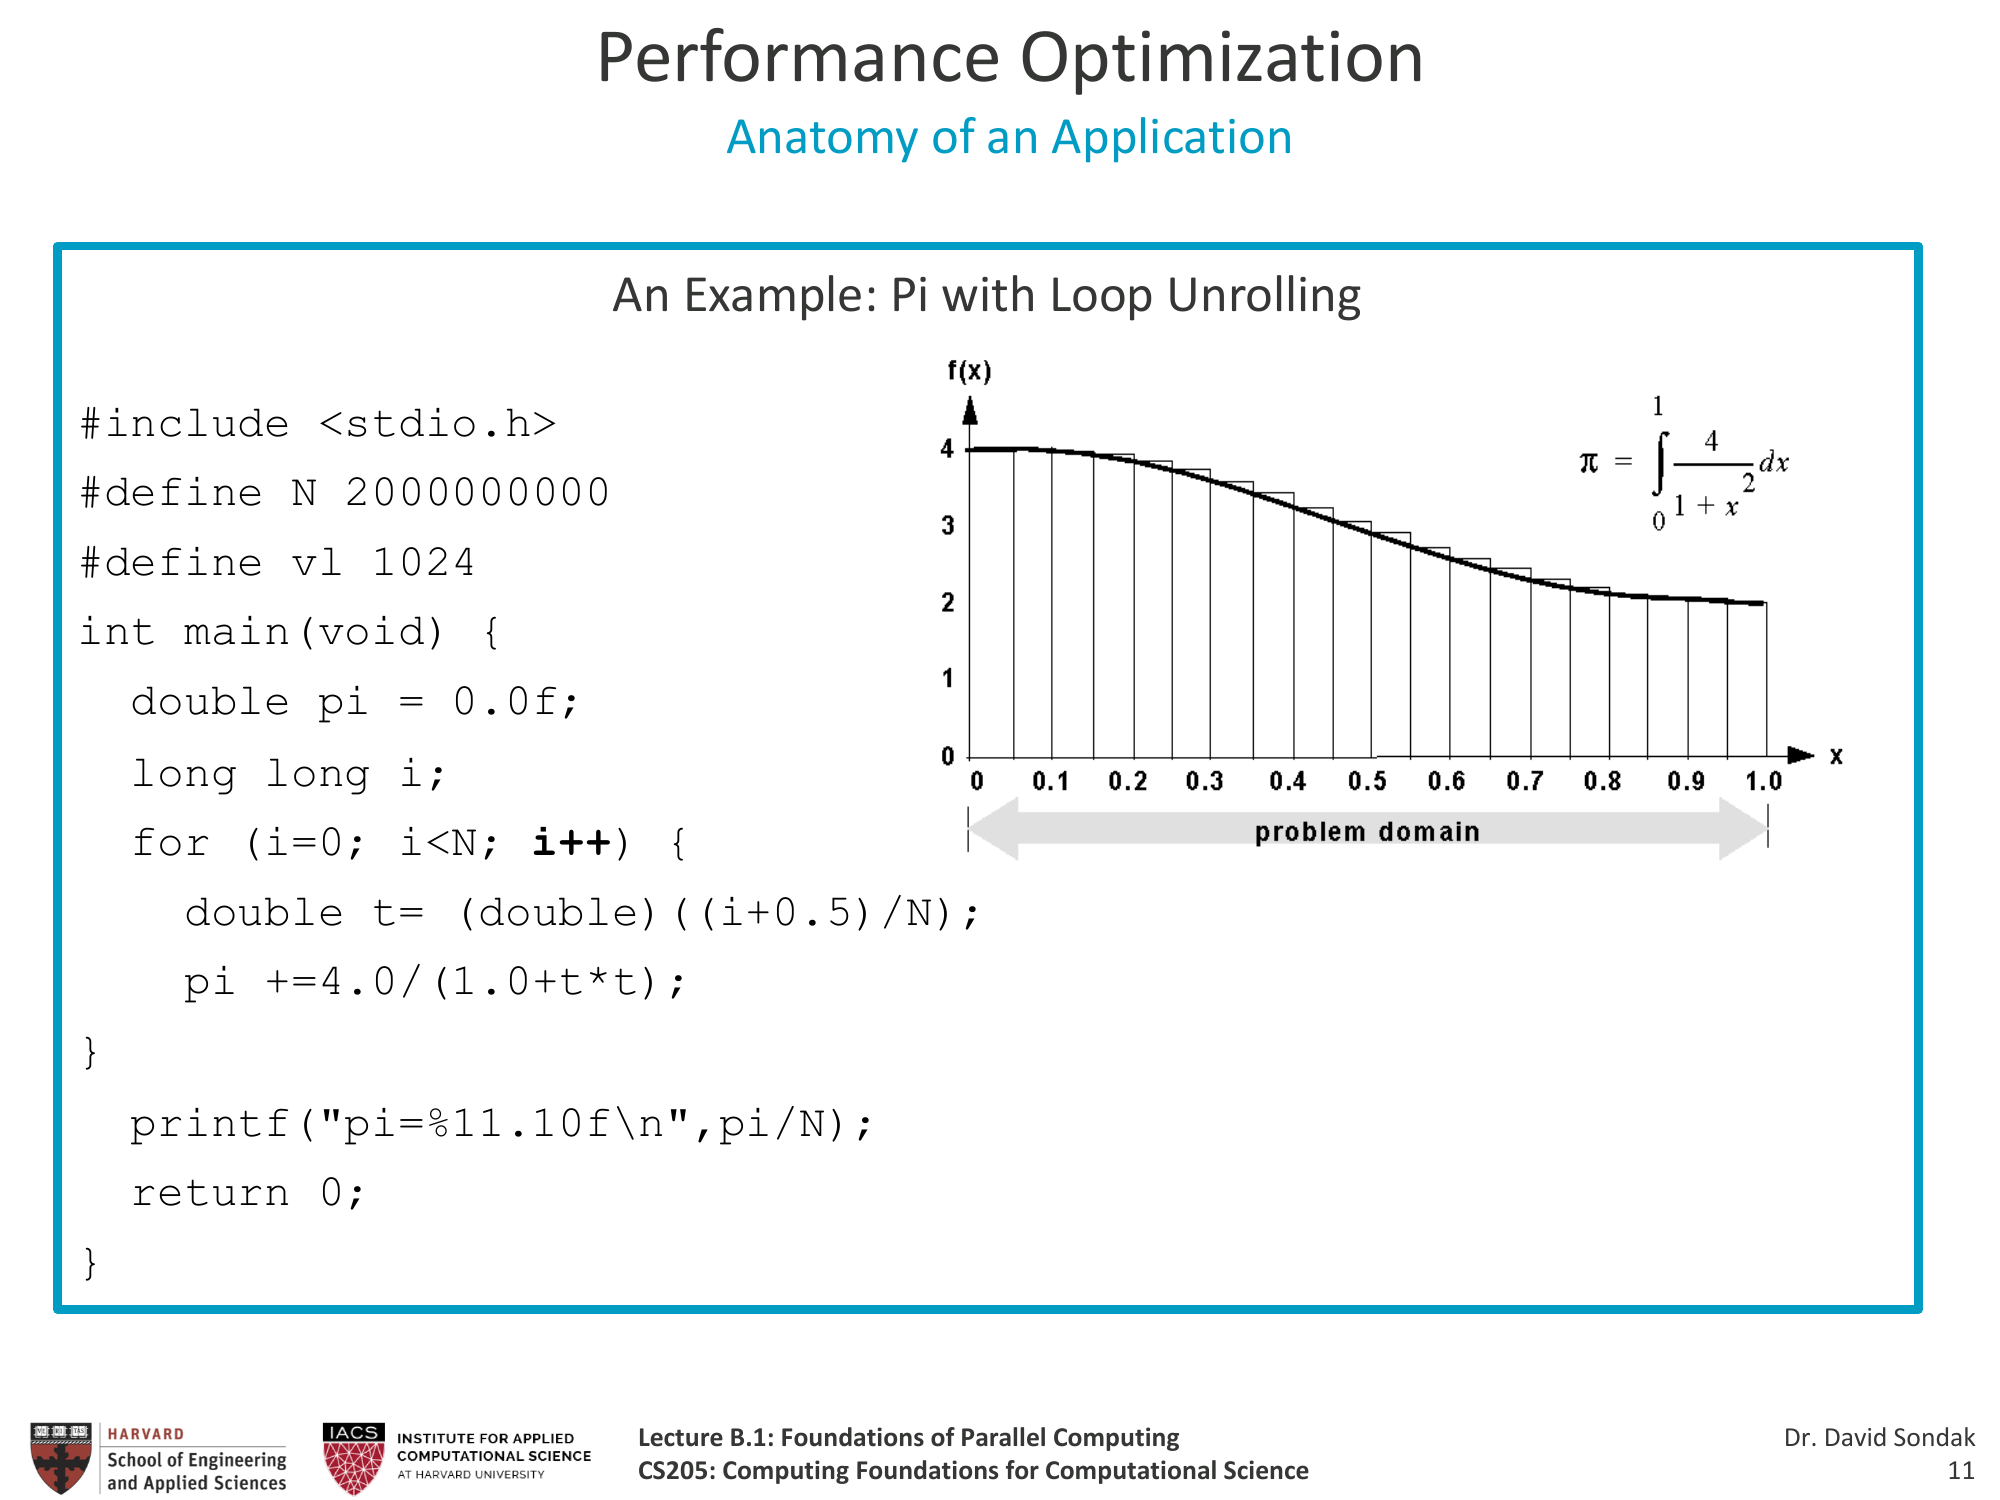 Performance Optimization
Anatomy of an Application
An Example: Pi with Loop Unrolling
#include <stdio.h>
#define N 2000000000
#define vl 1024
int main(void) {
double pi = 0.0f;
long long i;
for (i=0; i<N; i++) {
double t= (double)((i+0.5)/N);
pi +=4.0/(1.0+t*t);
}
printf("pi=%11.10f\n",pi/N);
return 0;
}
f(x)
4
3
2
1
0
0 0.1 0.2 0.3 0.4 0.5 0.6 0.7 0.8 0.9 1.0
x
problem domain
1
π = ∫ 4 dx
0 1 + x 2
HARVARD
School of Engineering
and Applied Sciences
IACS
INSTITUTE FOR APPLIED
COMPUTATIONAL SCIENCE
AT HARVARD UNIVERSITY
Lecture B.1: Foundations of Parallel Computing
CS205: Computing Foundations for Computational Science
Dr. David Sondak
11